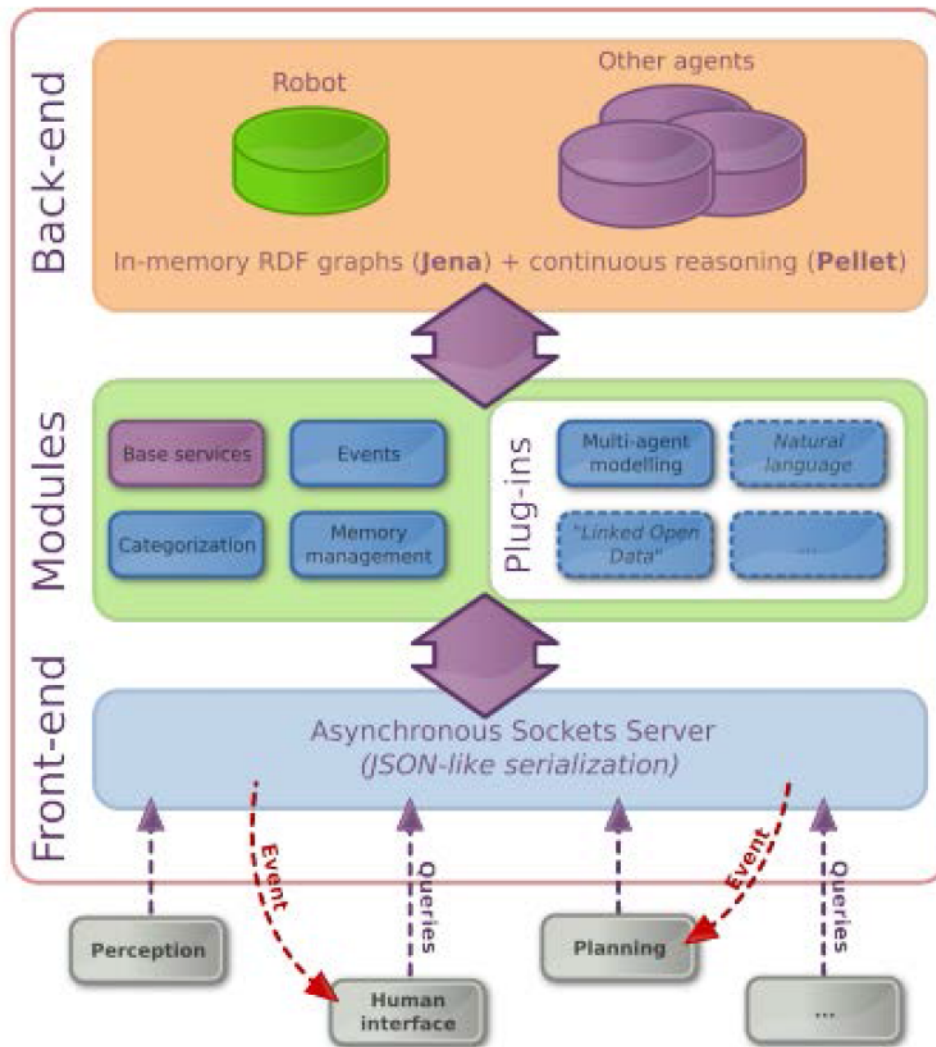 Back-end
Robot
Other agents
In-memory RDF graphs (Jena) + continuous reasoning (Pellet)
Modules
Base services
Events
Categorization
Memory
management
Plug-ins
Multi-agent
modelling
Natural
language
"Linked Open
Data"
...
Front-end
Asynchronous Sockets Server
(JSON-like serialization)
Event
Queries
Event
Queries
Perception
Human
interface
Planning
...